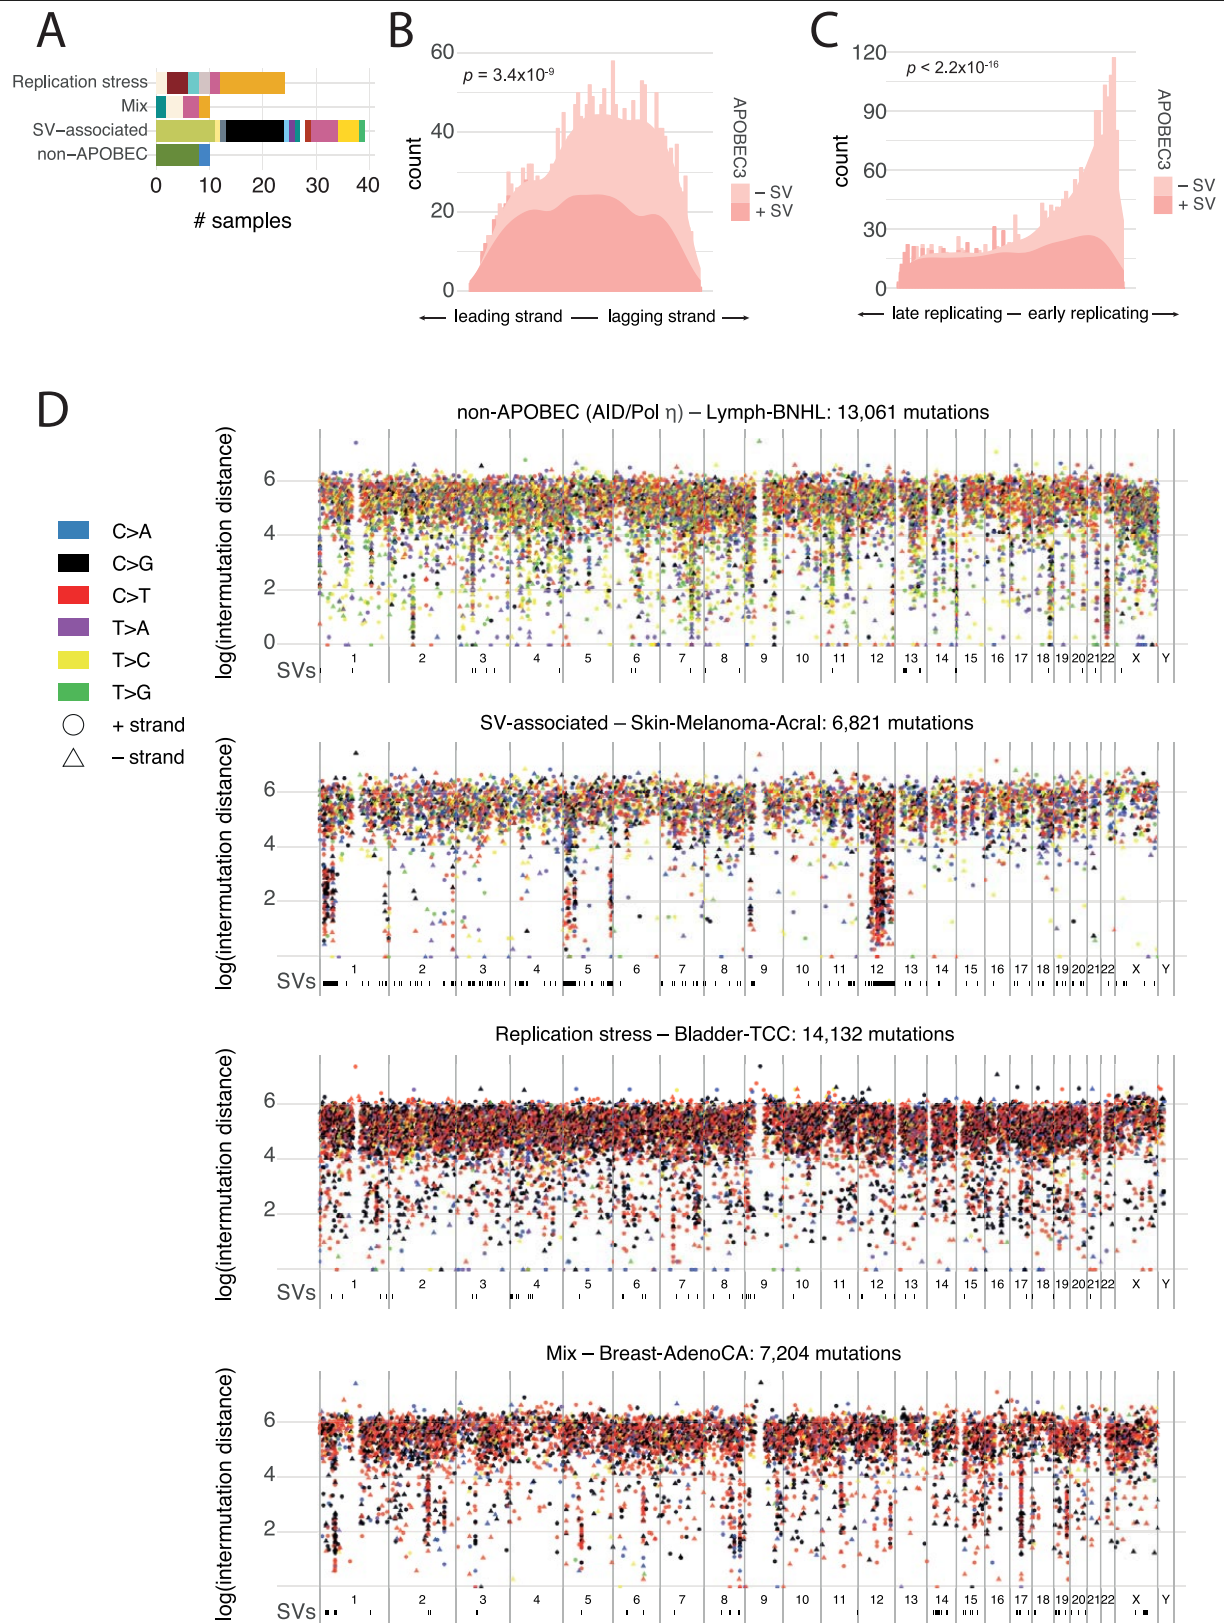 A
Replication stress
Mix
SV–associated
non–APOBEC
0 10 20 30 40
# samples
B
60
40
20
0
count
p = 3.4x10-9
APOBEC3
– SV
+ SV
leading strand — lagging strand
C
120
90
60
30
0
count
p < 2.2x10-16
APOBEC3
– SV
+ SV
late replicating – early replicating
D
C>A
C>G
C>T
T>A
T>C
T>G
+ strand
– strand
non-APOBEC (AID/Pol η) – Lymph-BNHL: 13,061 mutations
log(intermutation distance)
6
4
2
0
1 2 3 4 5 6 7 8 9 10 11 12 13 14 15 16 17 18 19 20 21 22 X Y
SVs
SV-associated – Skin-Melanoma-Acral: 6,821 mutations
log(intermutation distance)
6
4
2
1 2 3 4 5 6 7 8 9 10 11 12 13 14 15 16 17 18 19 20 21 22 X Y
SVs
Replication stress – Bladder-TCC: 14,132 mutations
log(intermutation distance)
6
4
2
1 2 3 4 5 6 7 8 9 10 11 12 13 14 15 16 17 18 19 20 21 22 X Y
SVs
Mix – Breast-AdenoCA: 7,204 mutations
log(intermutation distance)
6
4
2
1 2 3 4 5 6 7 8 9 10 11 12 13 14 15 16 17 18 19 20 21 22 X Y
SVs